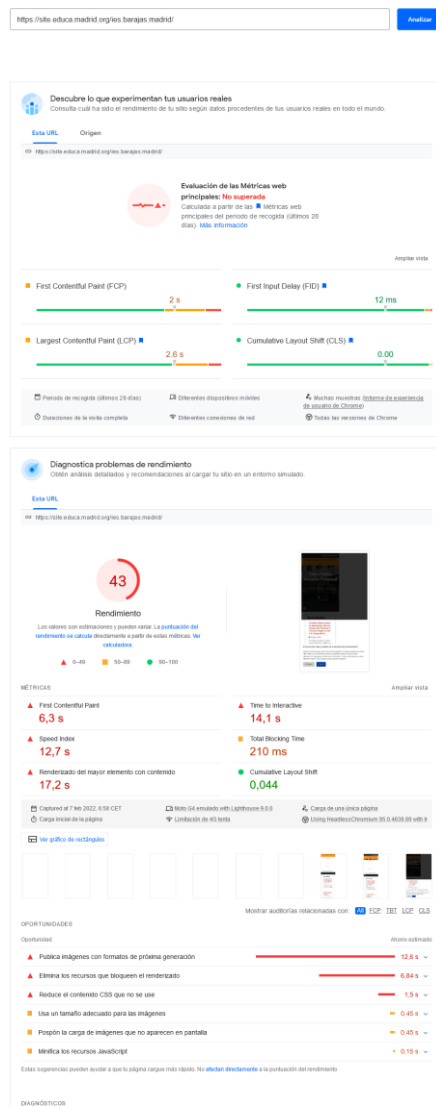 https://site.educa.madrid.org/ies.barajas.madrid/
Analizar
Descubre lo que experimentan tus usuarios reales
Consulta cuál ha sido el rendimiento de tu sitio según datos procedentes de tus usuarios reales en todo el mundo.
Esta URL
Origen
https://site.educa.madrid.org/ies.barajas.madrid/
Evaluación de las Métricas web
principales: No superada
Calculada a partir de las Métricas web
principales del periodo de recogida (últimos 28
días). Más información
Ampliar vista
First Contentful Paint (FCP)
2 s
First Input Delay (FID)
12 ms
Largest Contentful Paint (LCP)
2,6 s
Cumulative Layout Shift (CLS)
0.00
Periodo de recogida (últimos 28 días)
Diferentes dispositivos móviles
Muchas muestras (Informe de experiencia
de usuario de Chrome)
Duraciones de la visita completa
Diferentes conexiones de red
Todas las versiones de Chrome
Diagnostica problemas de rendimiento
Obtén análisis detallados y recomendaciones al cargar tu sitio en un entorno simulado.
Esta URL
https://site.educa.madrid.org/ies.barajas.madrid/
43
Rendimiento
Los valores son estimaciones y pueden variar. La puntuación del
rendimiento se calcula directamente a partir de estas métricas. Ver
calculadora.
0–49
50–89
90–100
MÉTRICAS
Ampliar vista
First Contentful Paint
6,3 s
Time to Interactive
14,1 s
Speed Index
12,7 s
Total Blocking Time
210 ms
Renderizado del mayor elemento con contenido
17,2 s
Cumulative Layout Shift
0,044
Captured at 7 feb 2022, 6:58 CET
Moto G4 emulado with Lighthouse 9.0.0
Carga de una única página
Carga inicial de la página
Limitación de 4G lenta
Using HeadlessChromium 95.0.4638.69 with lr
Ver gráfico de rectángulos
Mostrar auditorías relacionadas con: All FCP TBT LCP CLS
OPORTUNIDADES
Oportunidad
Ahorro estimado
Publica imágenes con formatos de próxima generación
12,6 s
Elimina los recursos que bloqueen el renderizado
6,84 s
Reduce el contenido CSS que no se use
1,5 s
Usa un tamaño adecuado para las imágenes
0,45 s
Pospón la carga de imágenes que no aparecen en pantalla
0,45 s
Minifica los recursos JavaScript
0,15 s
Estas sugerencias pueden ayudar a que tu página cargue más rápido. No afectan directamente a la puntuación del rendimiento
DIAGNÓSTICOS